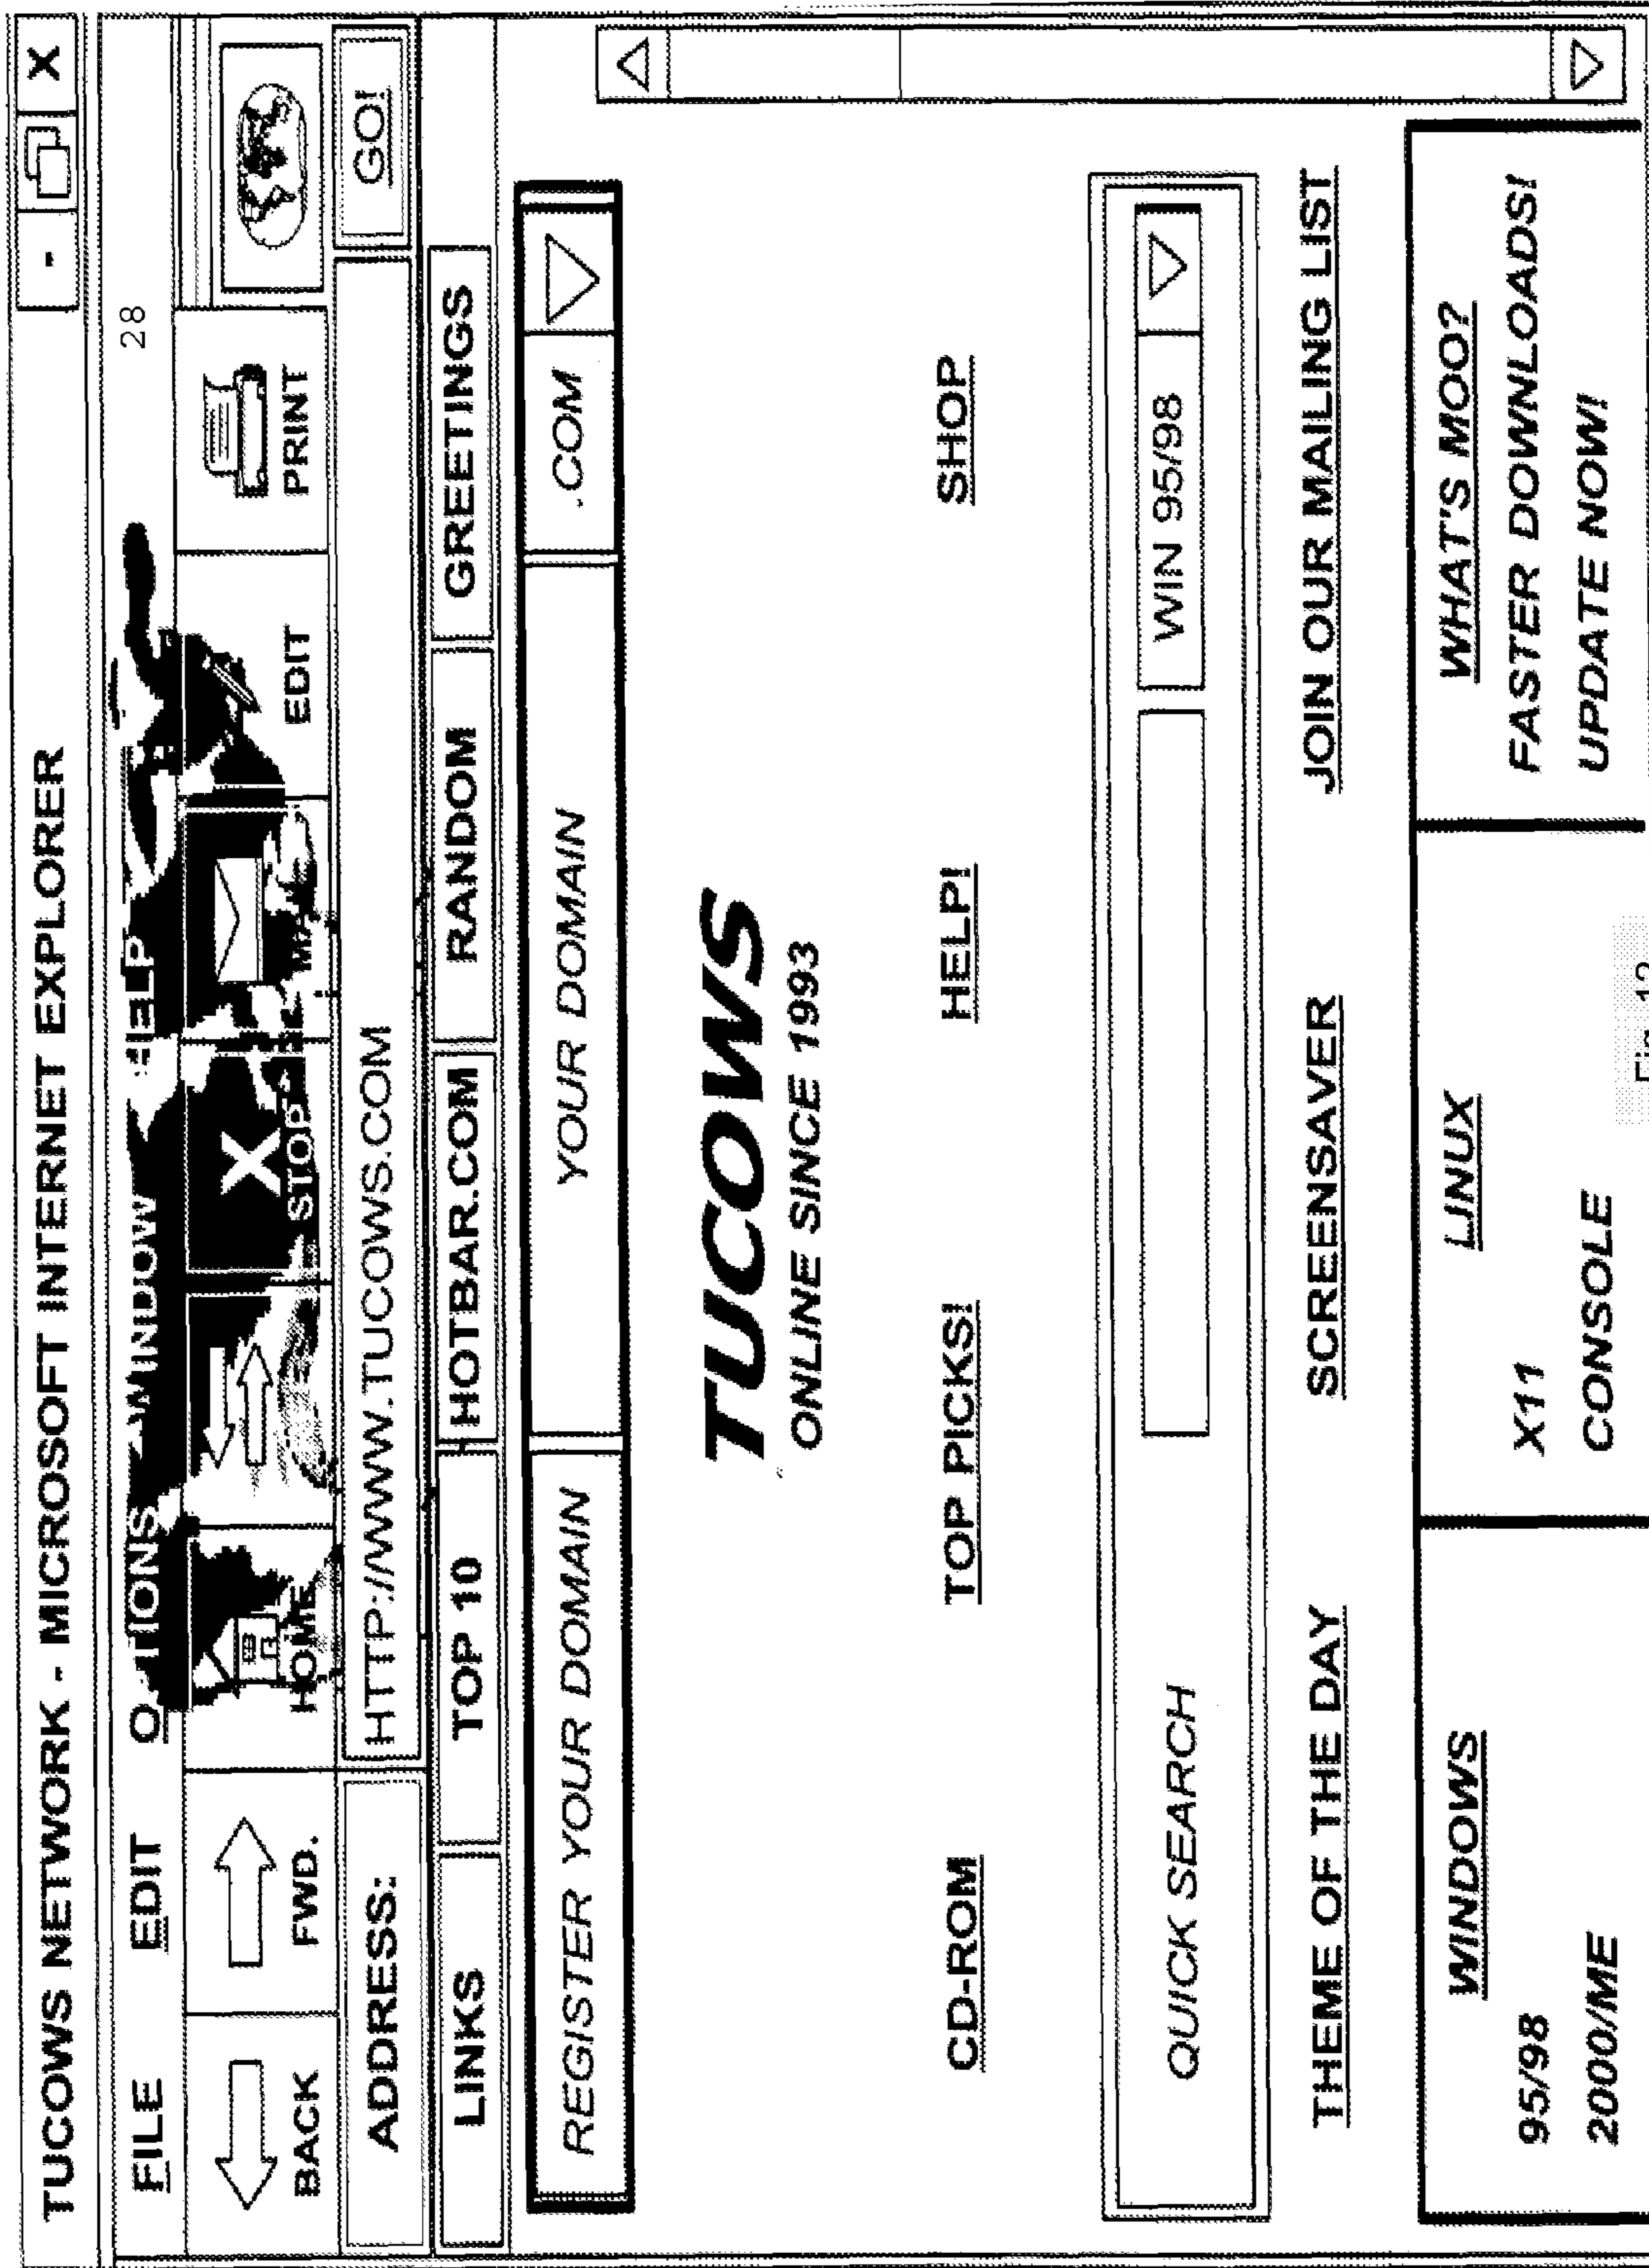 TUCOWS NETWORK - MICROSOFT INTERNET EXPLORER - X
FILE EDIT WINDOW 28
BACK FWD. HOME STOP EDIT PRINT
ADDRESS: HTTP://WWW.TUCOWS.COM GO!
LINKS TOP 10 HOTBAR.COM RANDOM GREETINGS
REGISTER YOUR DOMAIN YOUR DOMAIN .COM
TUCOWS
ONLINE SINCE 1993
CD-ROM TOP PICKS! HELP! SHOP
QUICK SEARCH WIN 95/98
THEME OF THE DAY SCREENSAVER JOIN OUR MAILING LIST
WINDOWS LINUX WHAT'S MOO?
95/98 X11 FASTER DOWNLOADS!
2000/ME CONSOLE UPDATE NOW!